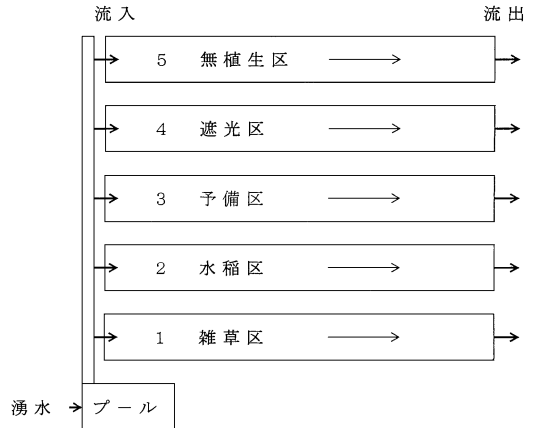 流入 流出
5 無植生区
4 遮光区
3 予備区
2 水稲区
1 雑草区
湧水 プール